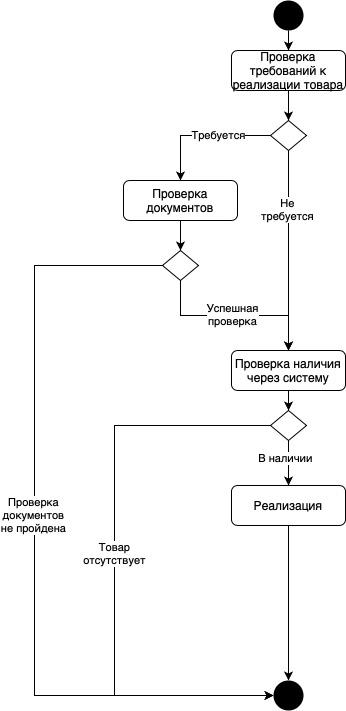 Проверка
требований к
реализации товара
Требуется
Проверка
документов
Не
требуется
Успешная
проверка
Проверка наличия
через систему
В наличии
Проверка
документов
не пройдена
Реализация
Товар
отсутствует